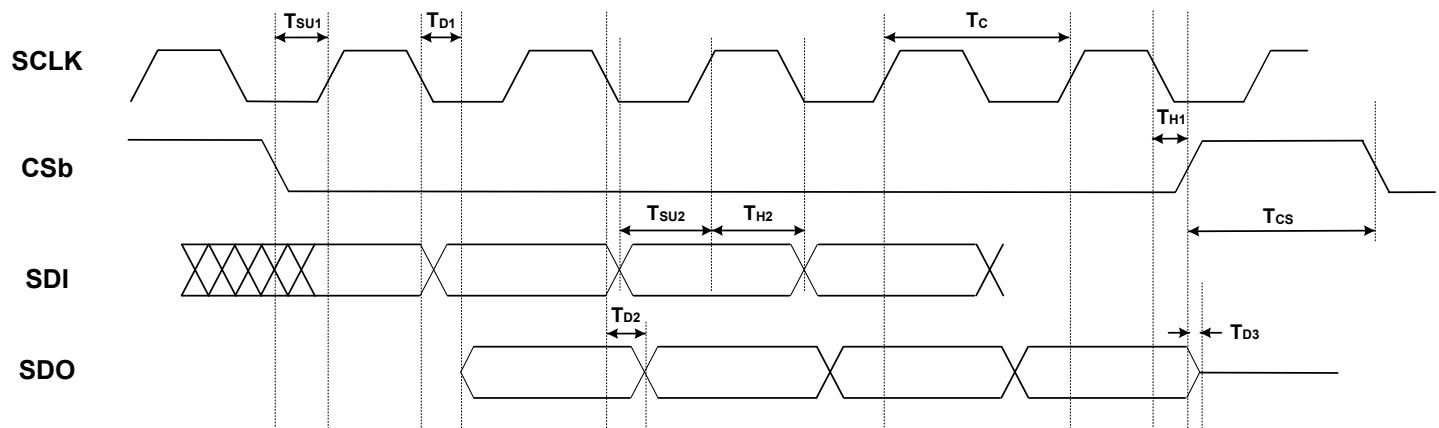 TSU1
TD1
TC
SCLK
TH1
CSb
TSU2
TH2
TCS
SDI
TD2
TD3
SDO